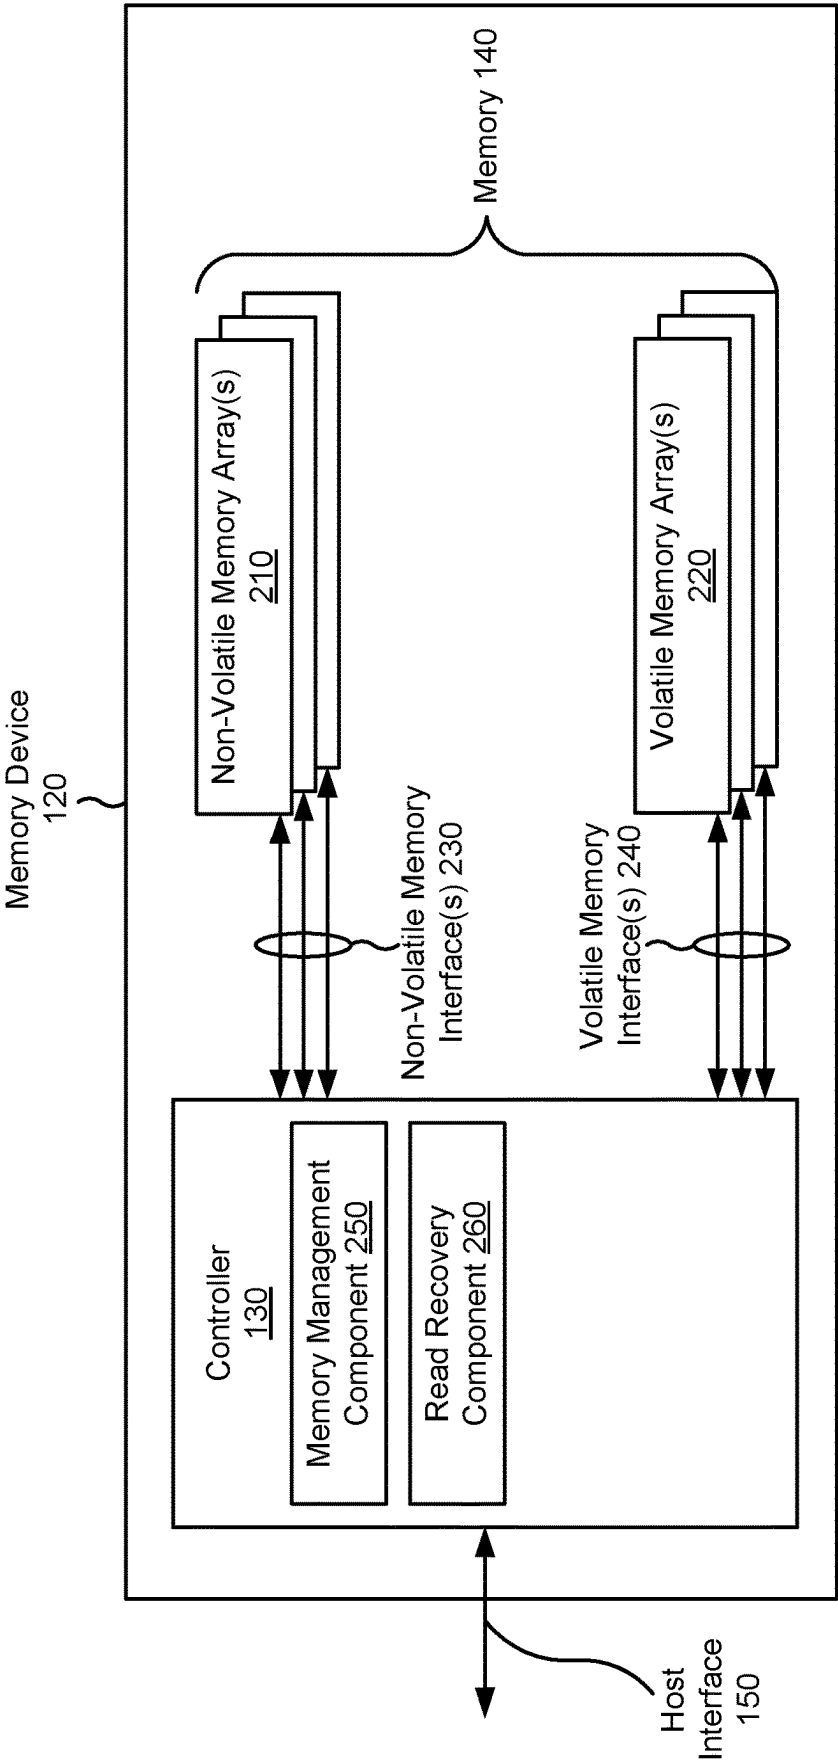 Memory Device
120
Controller
130
Memory Management
Component 250
Read Recovery
Component 260
Non-Volatile Memory
Interface(s) 230
Volatile Memory
Interface(s) 240
Non-Volatile Memory Array(s)
210
Volatile Memory Array(s)
220
Memory 140
Host
Interface
150